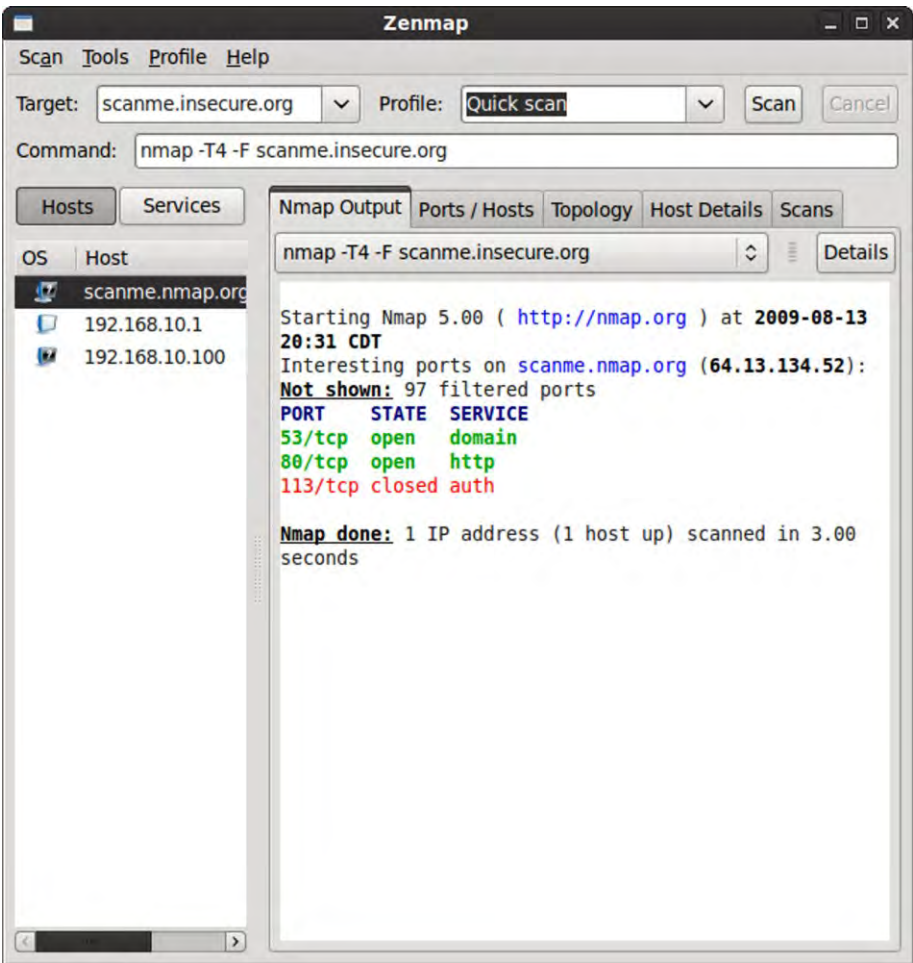 Zenmap
Scan Tools Profile Help
Target: scanme.insecure.org Profile: Quick scan Scan Cancel
Command: nmap -T4 -F scanme.insecure.org
Hosts Services
OS Host
scanme.nmap.org
192.168.10.1
192.168.10.100
Nmap Output Ports / Hosts Topology Host Details Scans
nmap -T4 -F scanme.insecure.org Details
Starting Nmap 5.00 ( http://nmap.org ) at 2009-08-13
20:31 CDT
Interesting ports on scanme.nmap.org (64.13.134.52):
Not shown: 97 filtered ports
PORT STATE SERVICE
53/tcp open domain
80/tcp open http
113/tcp closed auth
Nmap done: 1 IP address (1 host up) scanned in 3.00
seconds